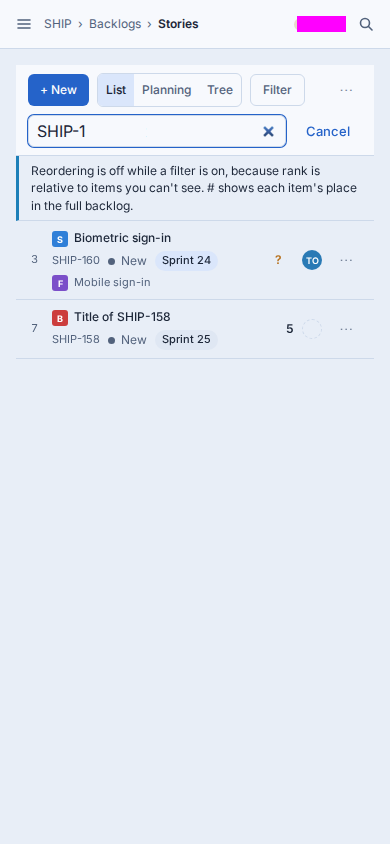 SHIP › Backlogs › Stories
+ New List Planning Tree Filter ...
SHIP-1 Cancel
Reordering is off while a filter is on, because rank is
relative to items you can't see. # shows each item's place
in the full backlog.
S Biometric sign-in
3 SHIP-160 New Sprint 24 ? TO ...
F Mobile sign-in
B Title of SHIP-158
7 SHIP-158 New Sprint 25 5 ...